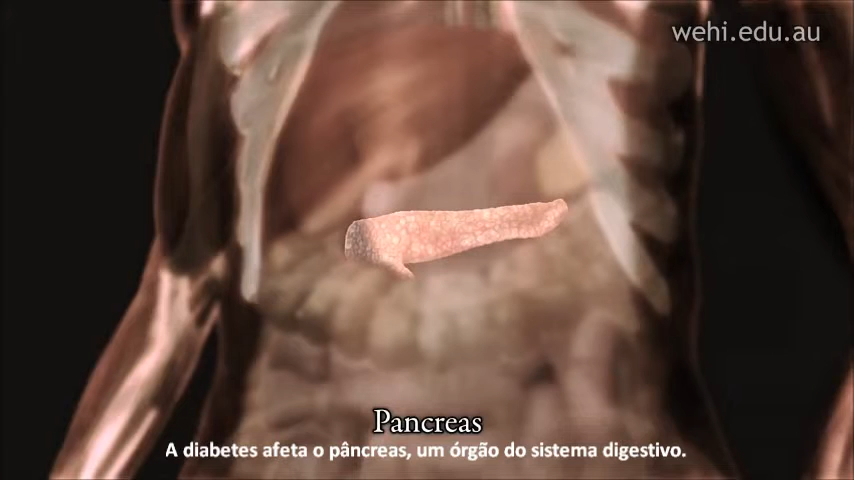 wehi.edu.au
Pancreas
A diabetes afeta o pâncreas, um órgão do sistema digestivo.